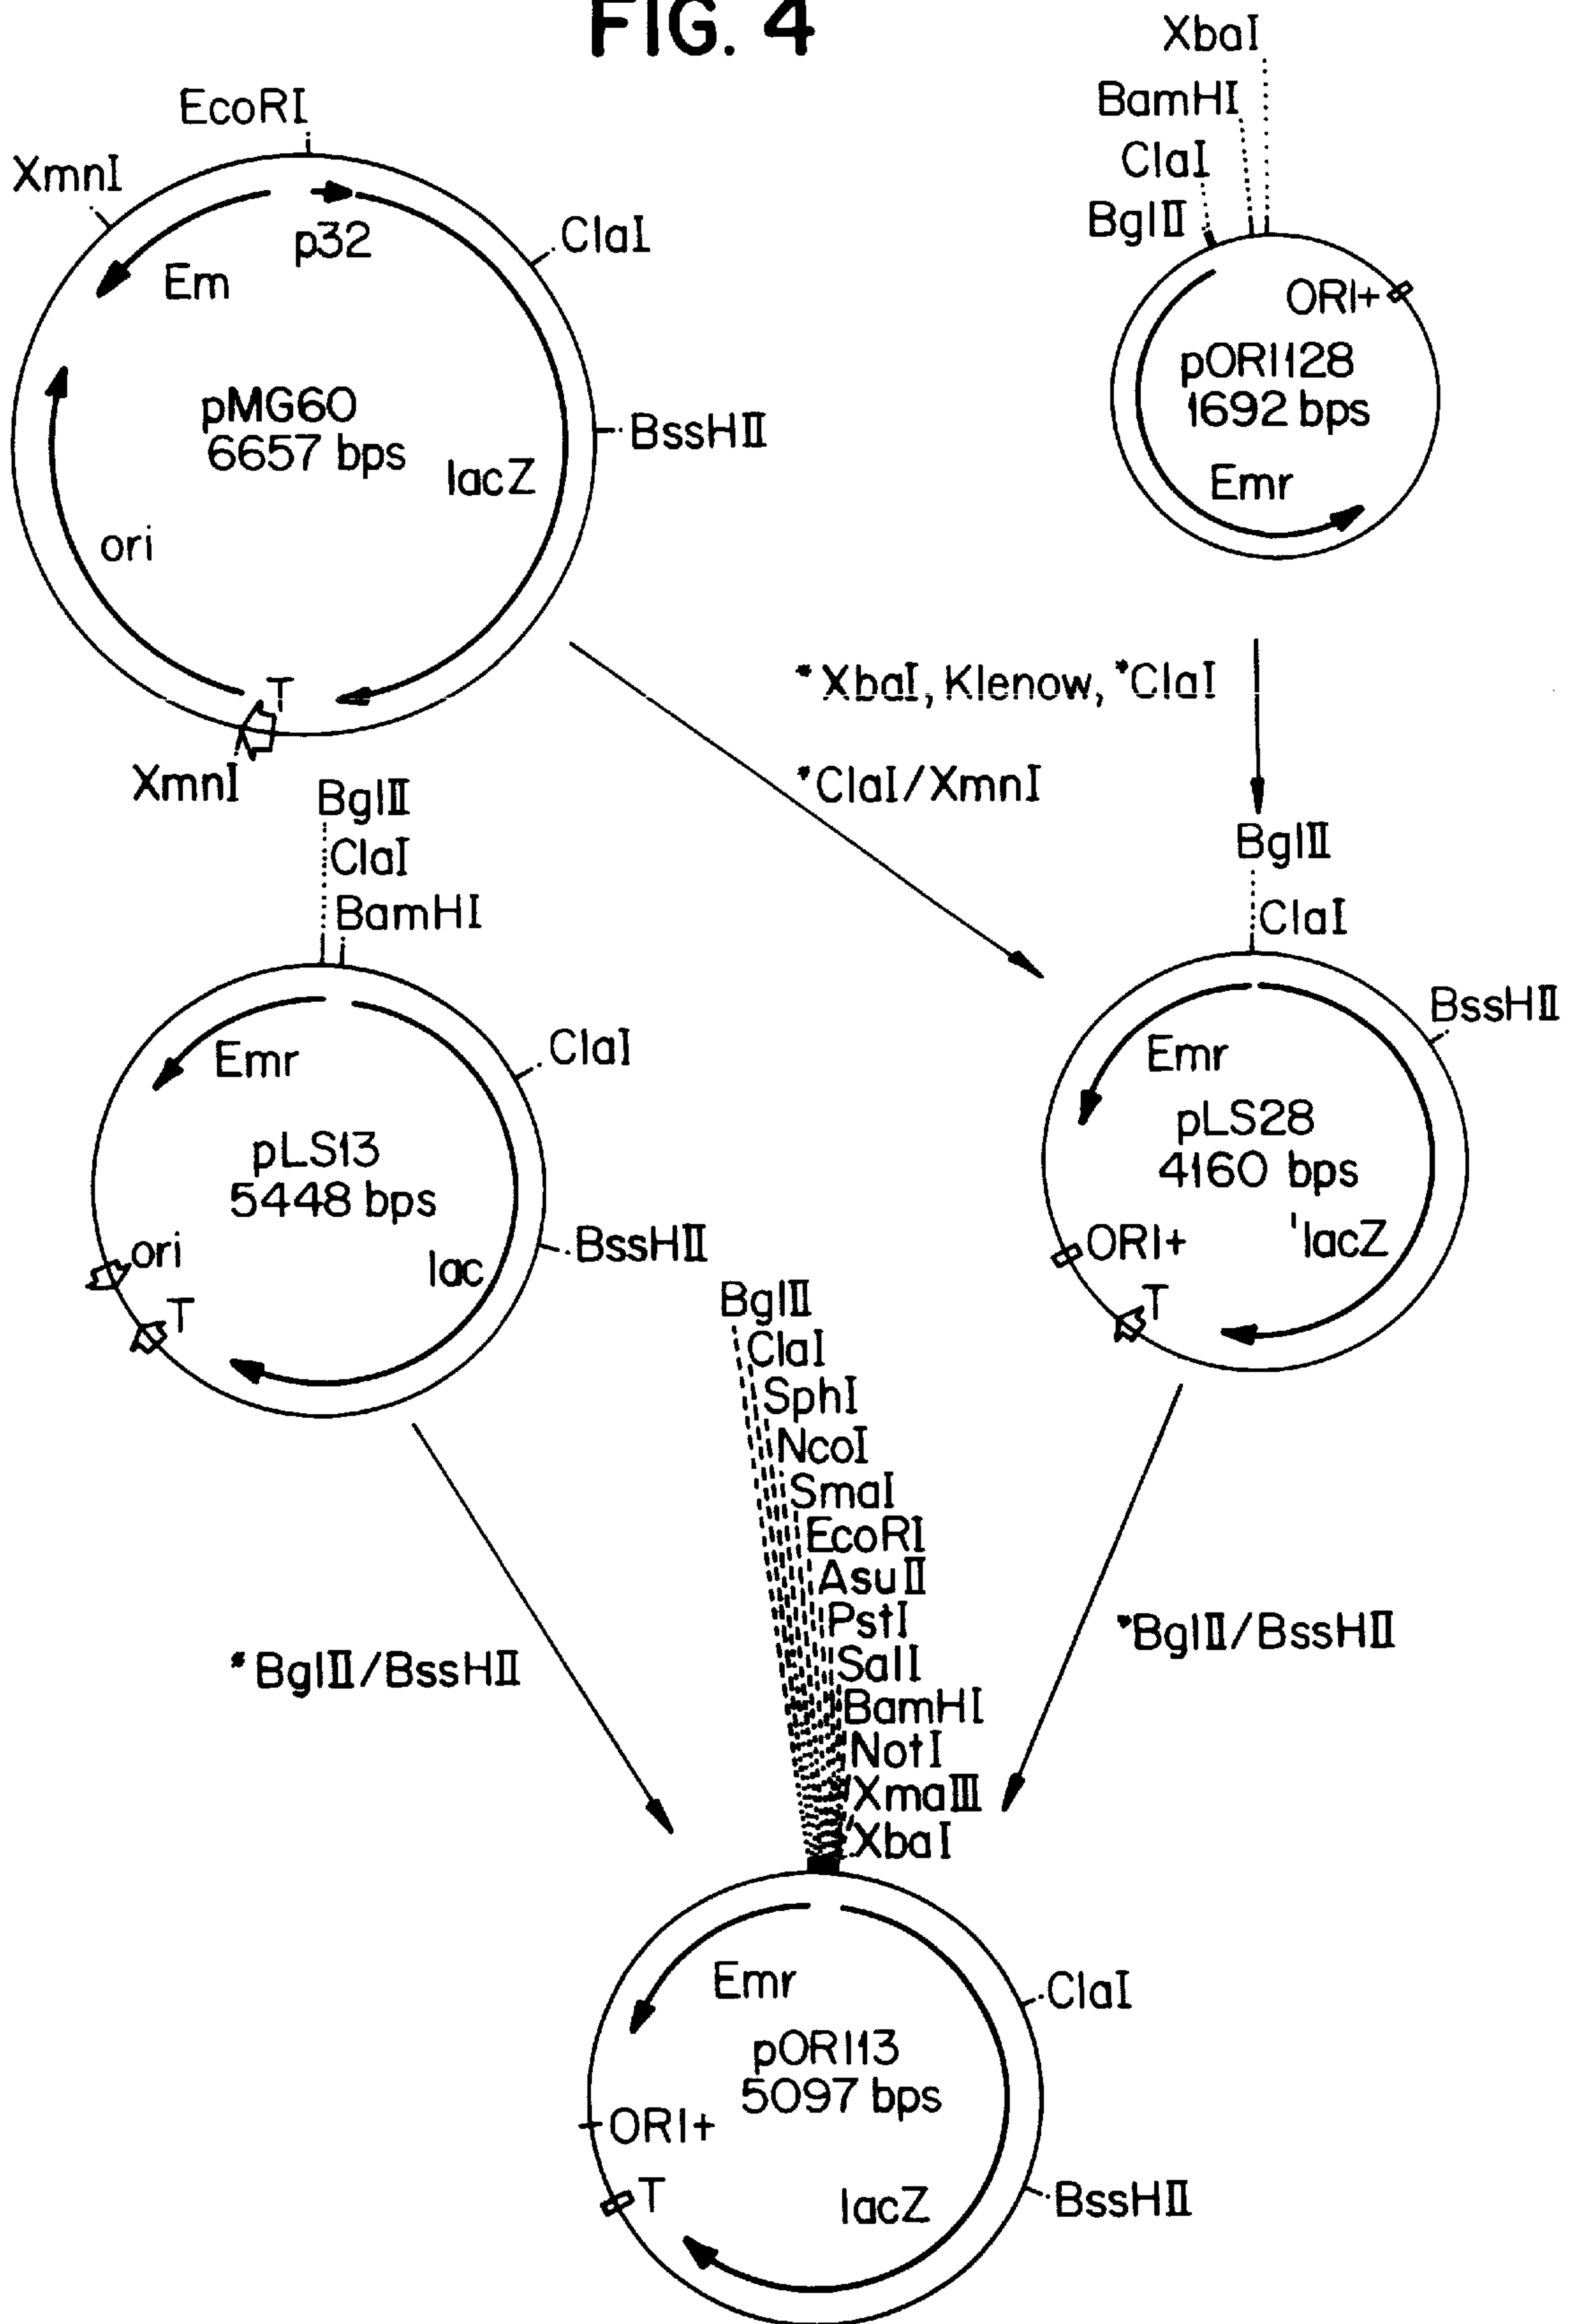 FIG. 4
EcoRI
XmnI
p32
Em
ClaI
pMG60
6657 bps
BssHII
lacZ
ori
T
XmnI
XbaI
BamHI
ClaI
BglII
ORI+
pORI128
1692 bps
Emr
*XbaI, Klenow, *ClaI
*ClaI/XmnI
BglII
ClaI
BamHI
Emr
ClaI
pLS13
5448 bps
ori
lac
BssHII
T
BglII
ClaI
BssHII
Emr
pLS28
4160 bps
ORI+
'lacZ
T
BglII
ClaI
SphI
NcoI
SmaI
EcoRI
AsuII
PstI
SalI
BamHI
NotI
XmaIII
XbaI
*BglII/BssHII
*BglII/BssHII
Emr
ClaI
pORI13
5097 bps
ORI+
T
lacZ
BssHII